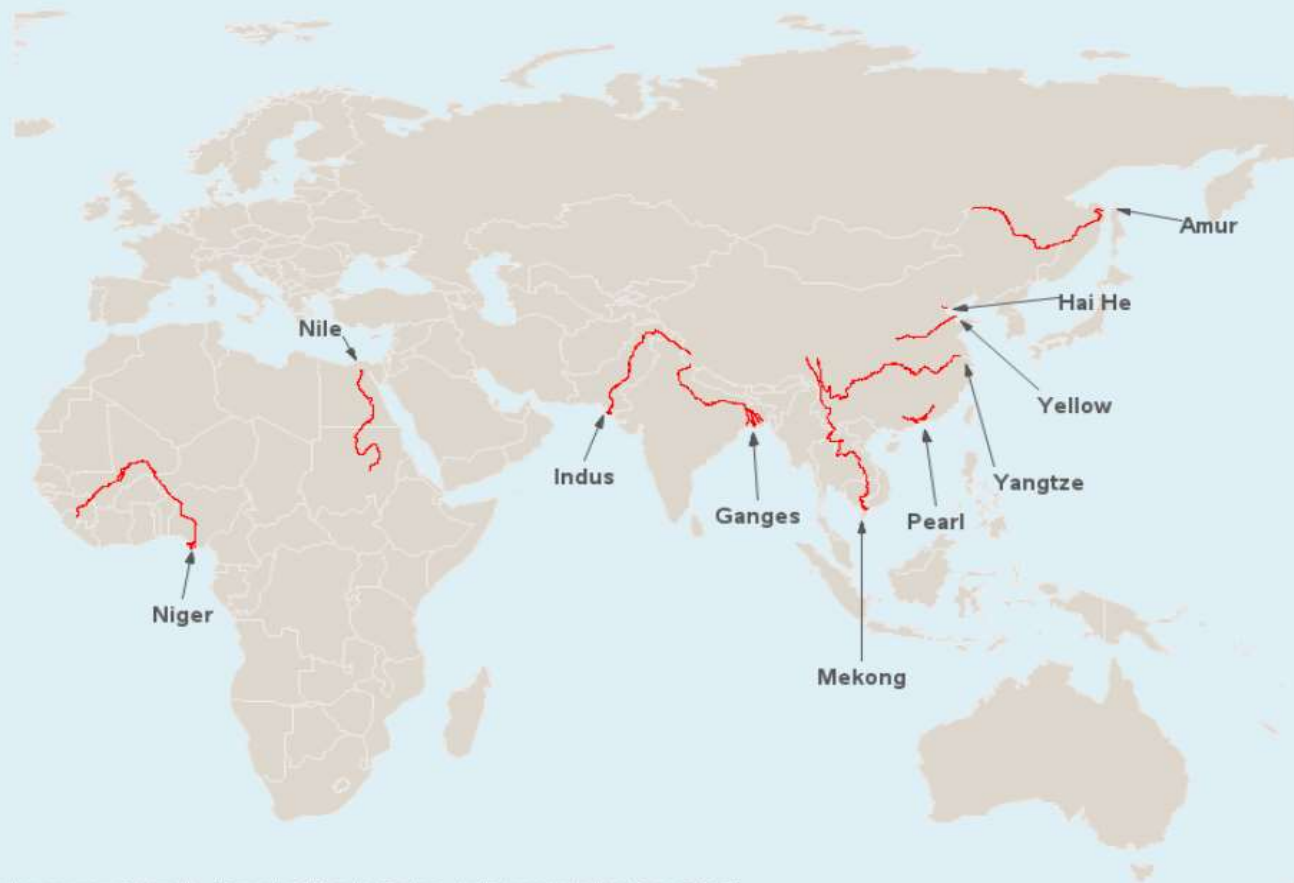 Amur
Hai He
Nile
Yellow
Indus
Yangtze
Ganges
Pearl
Niger
Mekong